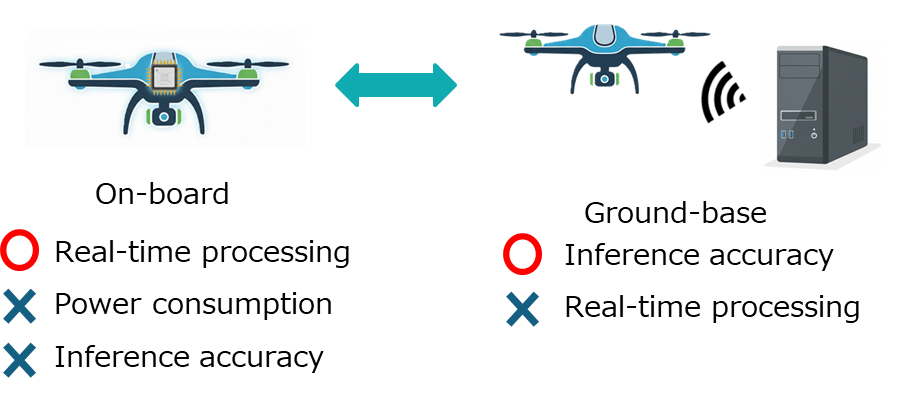 On-board
Real-time processing
Power consumption
Inference accuracy
Ground-base
Inference accuracy
Real-time processing